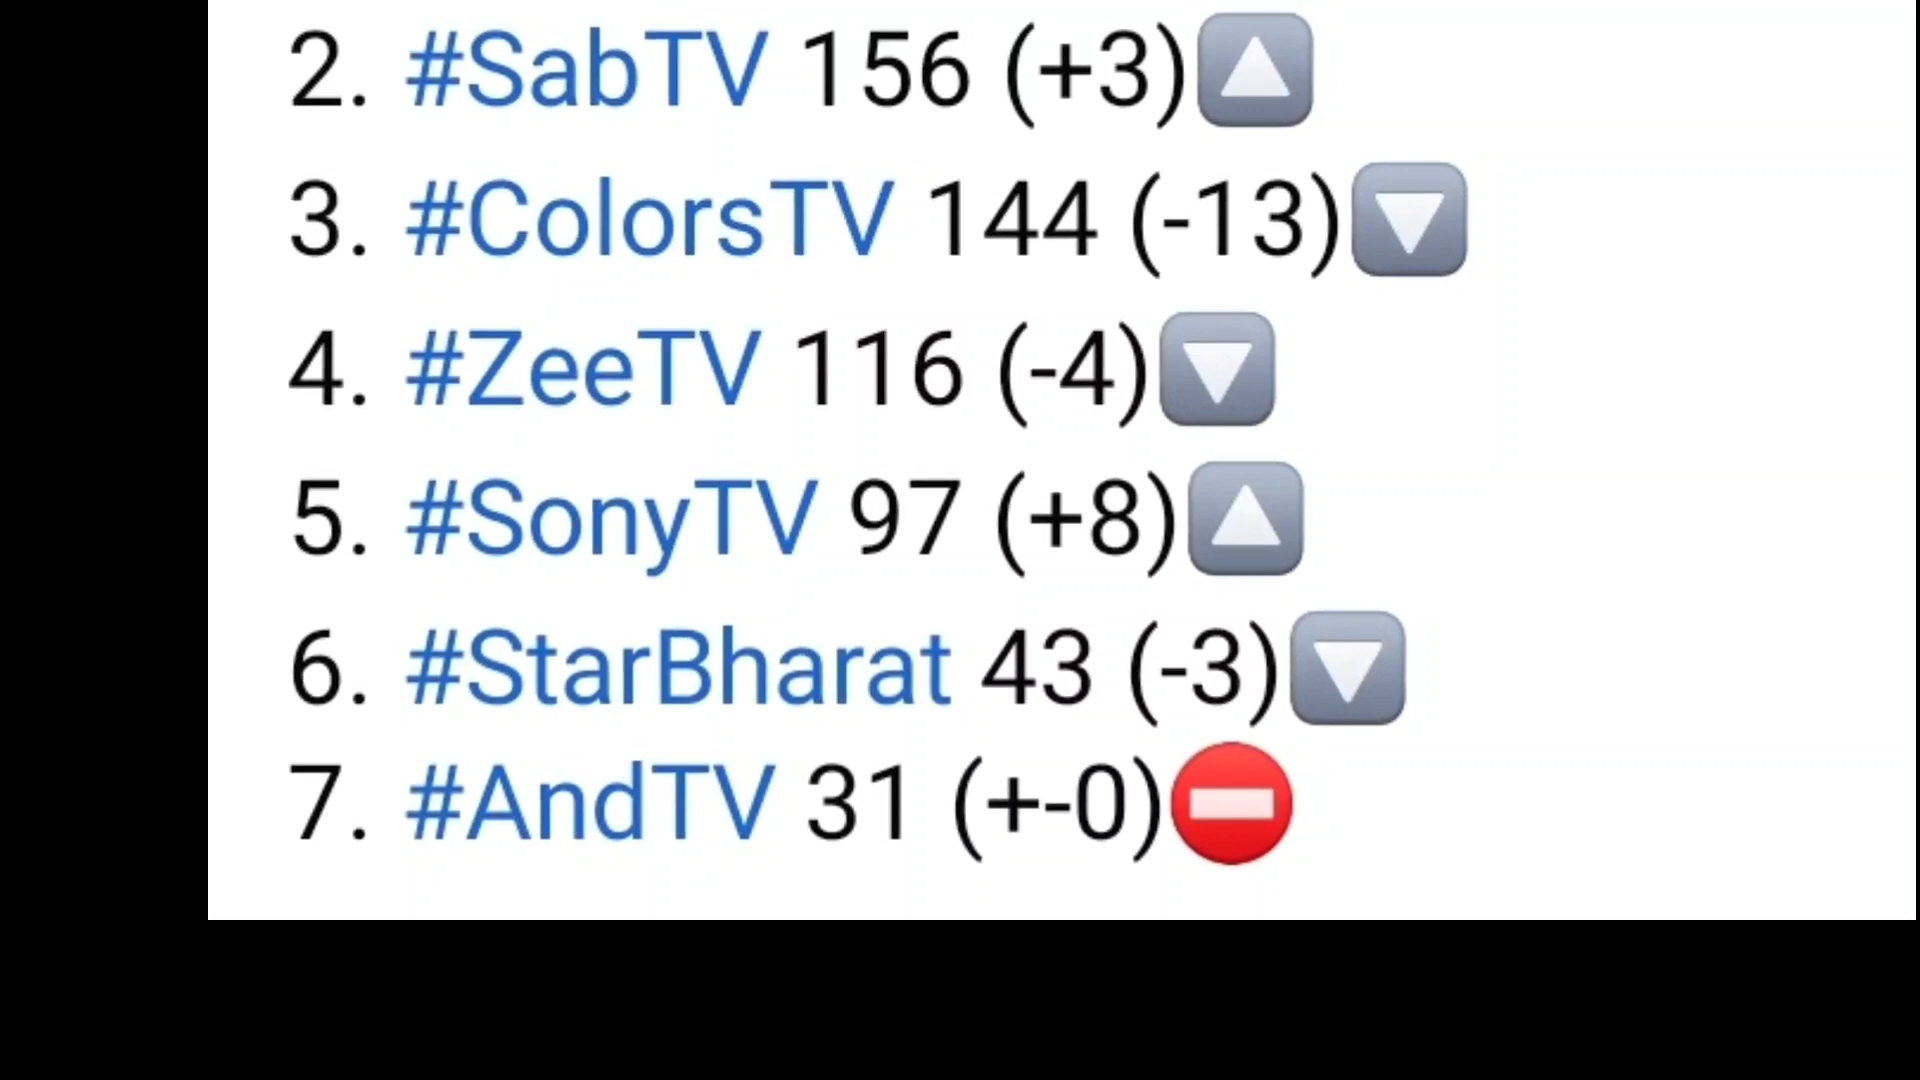 2. #SabTV 156 (+3)🔼
3. #ColorsTV 144 (-13)🔽
4. #ZeeTV 116 (-4)🔽
5. #SonyTV 97 (+8)🔼
6. #StarBharat 43 (-3)🔽
7. #AndTV 31 (+-0)⛔